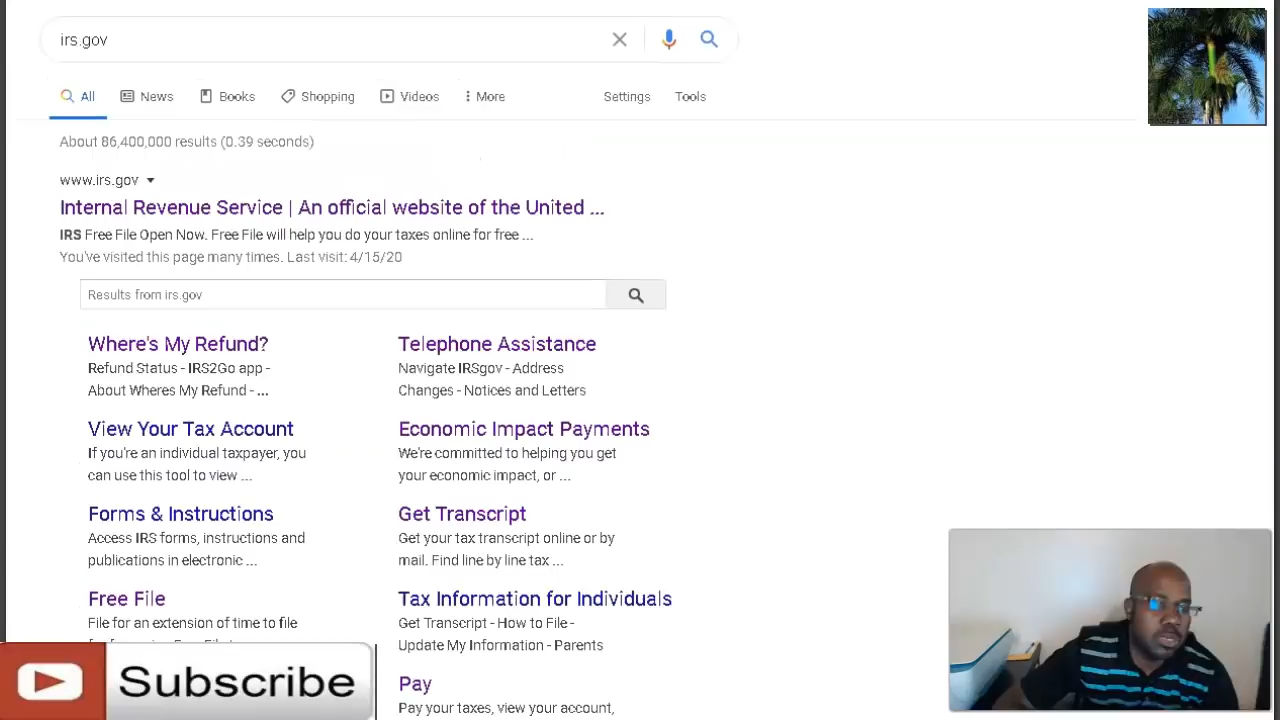 irs.gov
All
News
Books
Shopping
Videos
More
Settings
Tools
About 86,400,000 results (0.39 seconds)
www.irs.gov
Internal Revenue Service | An official website of the United ...
IRS Free File Open Now. Free File will help you do your taxes online for free ...
You've visited this page many times. Last visit: 4/15/20
Results from irs.gov
Where's My Refund?
Refund Status - IRS2Go app -
About Wheres My Refund - ...
Telephone Assistance
Navigate IRSgov - Address
Changes - Notices and Letters
View Your Tax Account
If you're an individual taxpayer, you
can use this tool to view ...
Economic Impact Payments
We're committed to helping you get
your economic impact, or ...
Forms & Instructions
Access IRS forms, instructions and
publications in electronic ...
Get Transcript
Get your tax transcript online or by
mail. Find line by line tax ...
Free File
File for an extension of time to file
Tax Information for Individuals
Get Transcript - How to File -
Update My Information - Parents
Pay
Pay your taxes, view your account,
Subscribe